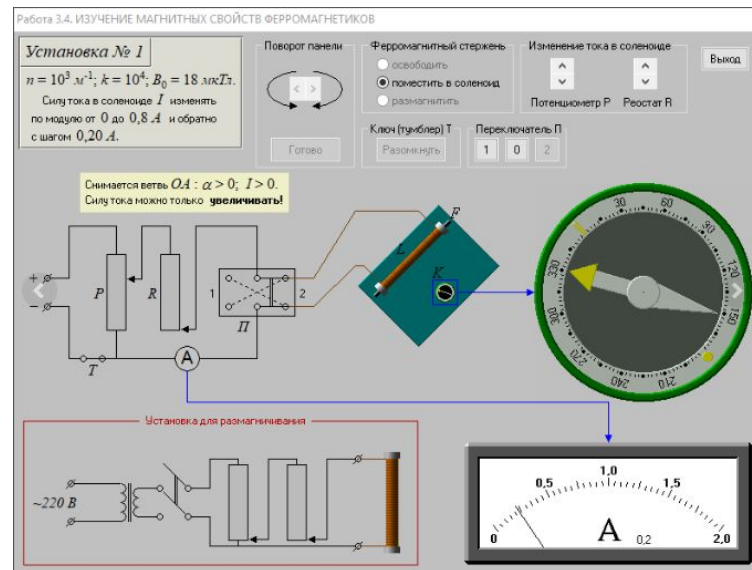 Работа 3.4. ИЗУЧЕНИЕ МАГНИТНЫХ СВОЙСТВ ФЕРРОМАГНЕТИКОВ
Установка № 1
n = 10³ м⁻¹; k = 10⁴; B₀ = 18 мкТл.
Силу тока в соленоиде I изменять
по модулю от 0 до 0,8 А и обратно
с шагом 0,20 А.
Поворот панели
Готово
Ферромагнитный стержень
освободить
поместить в соленоид
размагнитить
Ключ (тумблер) Т
Разомкнуть
Изменение тока в соленоиде
Потенциометр P Реостат R
Переключатель П
1 0 2
Выход
Снимается ветвь OA : α > 0; I > 0.
Силу тока можно только увеличивать!
+
−
P
R
1
2
П
T
A
L
F
K
0
30
60
90
120
150
210
240
270
300
330
Установка для размагничивания
~220 В
0 0,5 1,0 1,5 2,0
A 0,2